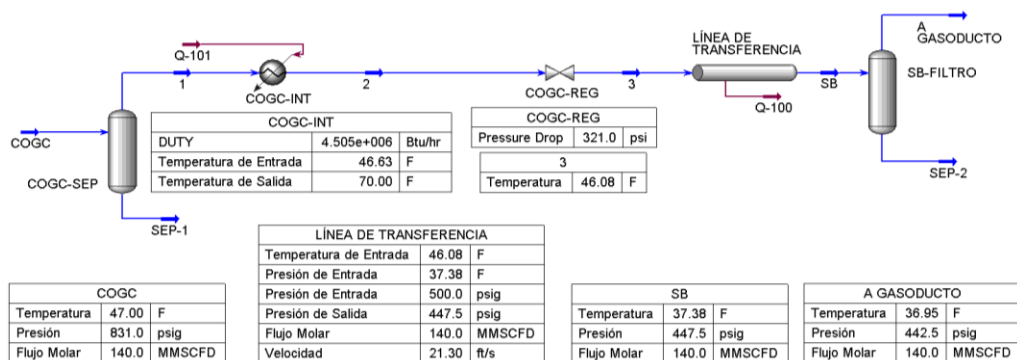 A
GASODUCTO
LÍNEA DE
TRANSFERENCIA
Q-101
1
2
3
SB
SB-FILTRO
COGC-INT
COGC-REG
Q-100
COGC
COGC-SEP
SEP-1
SEP-2
COGC-INT
DUTY 4.505e+006 Btu/hr
Temperatura de Entrada 46.63 F
Temperatura de Salida 70.00 F
COGC-REG
Pressure Drop 321.0 psi
3
Temperatura 46.08 F
LÍNEA DE TRANSFERENCIA
Temperatura de Entrada 46.08 F
Presión de Entrada 37.38 F
Presión de Entrada 500.0 psig
Presión de Salida 447.5 psig
Flujo Molar 140.0 MMSCFD
Velocidad 21.30 ft/s
COGC
Temperatura 47.00 F
Presión 831.0 psig
Flujo Molar 140.0 MMSCFD
SB
Temperatura 37.38 F
Presión 447.5 psig
Flujo Molar 140.0 MMSCFD
A GASODUCTO
Temperatura 36.95 F
Presión 442.5 psig
Flujo Molar 140.0 MMSCFD